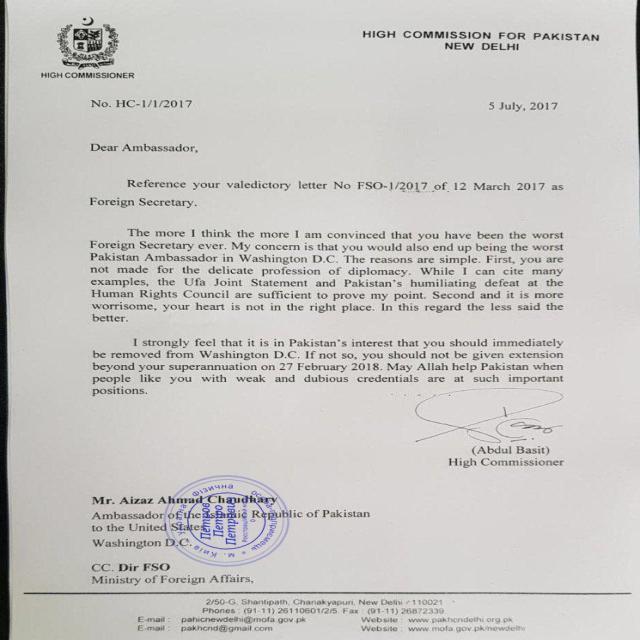 HIGH COMMISSION FOR PAKISTAN
NEW DELHI
HIGH COMMISSIONER
No. HC-1/1/2017
5 July, 2017
Dear Ambassador,
Reference your valedictory letter No FSO-1/2017 of 12 March 2017 as
Foreign Secretary.
The more I think the more I am convinced that you have been the worst
Foreign Secretary ever. My concern is that you would also end up being the worst
Pakistan Ambassador in Washington D.C. The reasons are simple. First, you are
not made for the delicate profession of diplomacy. While I can cite many
examples, the Ufa Joint Statement and Pakistan's humiliating defeat at the
Human Rights Council are sufficient to prove my point. Second and it is more
worrisome, your heart is not in the right place. In this regard the less said the
better.
I strongly feel that it is in Pakistan's interest that you should immediately
be removed from Washington D.C. If not so, you should not be given extension
beyond your superannuation on 27 February 2018. May Allah help Pakistan when
people like you with weak and dubious credentials are at such important
positions.
(Abdul Basit)
High Commissioner
Mr. Aizaz Ahmad Chaudhary
Ambassador of the Islamic Republic of Pakistan
to the United States
Washington D.C.
фізична
особа
м. Київ
Петров
Петро
Петрович
CC. Dir FSO
Ministry of Foreign Affairs,
2/50-G, Shantipath, Chanakyapuri, New Delhi - 110021
Phones : (91-11) 26110601/2/5. Fax : (91-11) 26872339
E-mail : pahicnewdelhi@mofa.gov.pk Website : www.pakhcnd.org.pk
E-mail : pakhcnd@gmail.com Website : www.mofa.gov.pk/newdelhi